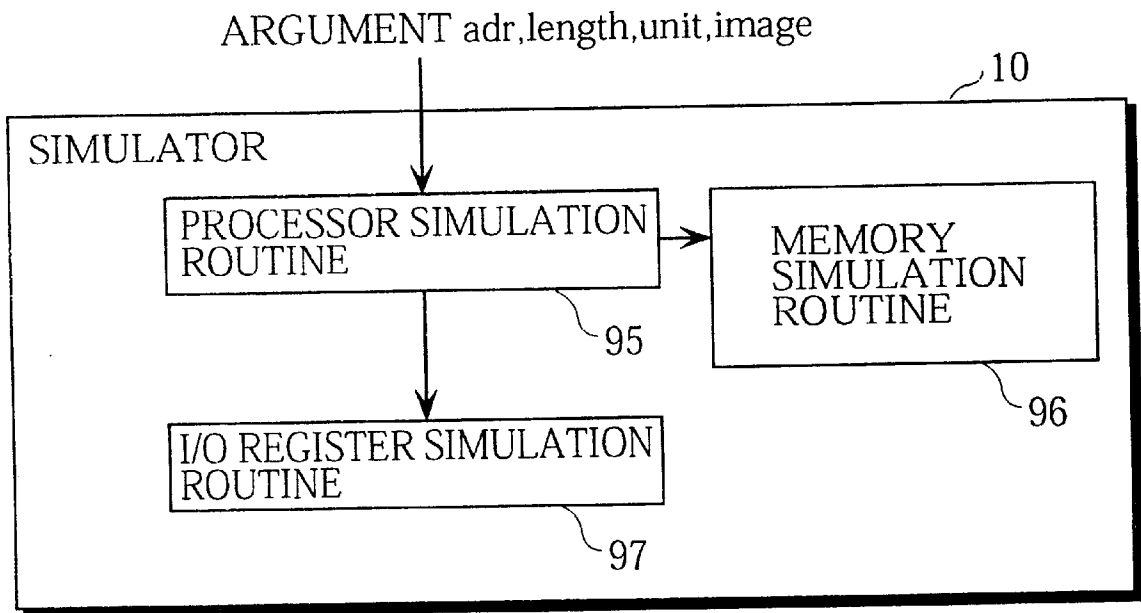 ARGUMENT adr,length,unit,image
10
SIMULATOR
PROCESSOR SIMULATION
ROUTINE
95
MEMORY
SIMULATION
ROUTINE
96
I/O REGISTER SIMULATION
ROUTINE
97